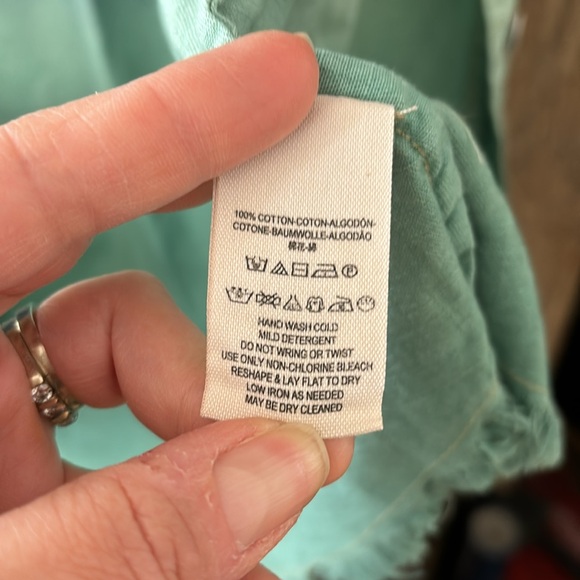 100% COTTON-COTON-ALGODÓN-
COTONE-BAUMWOLLE-ALGODÃO
棉花-綿
HAND WASH COLD
MILD DETERGENT
DO NOT WRING OR TWIST
USE ONLY NON-CHLORINE BLEACH
RESHAPE & LAY FLAT TO DRY
LOW IRON AS NEEDED
MAY BE DRY CLEANED